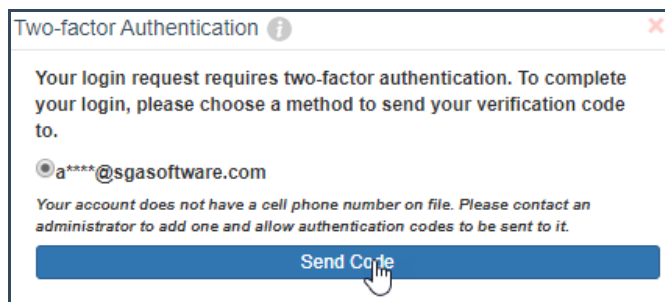 Two-factor Authentication
Your login request requires two-factor authentication. To complete
your login, please choose a method to send your verification code
to.
a****@sgasoftware.com
Your account does not have a cell phone number on file. Please contact an
administrator to add one and allow authentication codes to be sent to it.
Send Code